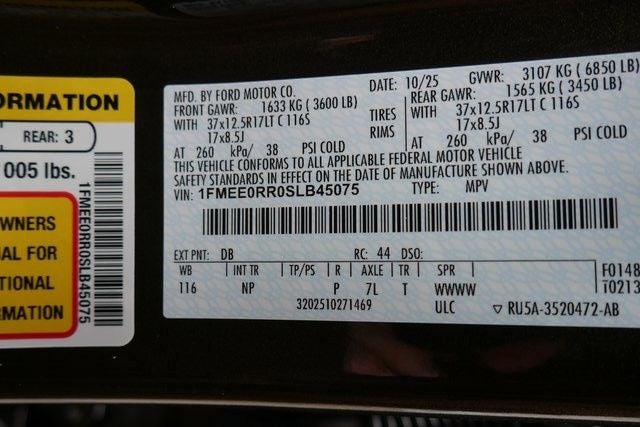 ORMATION
REAR: 3
005 lbs.
WNERS
AL FOR
TIONAL
MATION
1FMEE0RR0SLB45075
MFD. BY FORD MOTOR CO. DATE: 10/25 GVWR: 3107 KG (6850 LB)
FRONT GAWR: 1633 KG (3600 LB) REAR GAWR: 1565 KG (3450 LB)
WITH 37x12.5R17LT C 116S TIRES WITH 37x12.5R17LT C 116S
17x8.5J RIMS 17x8.5J
AT 260 kPa/ 38 PSI COLD AT 260 kPa/ 38 PSI COLD
THIS VEHICLE CONFORMS TO ALL APPLICABLE FEDERAL MOTOR VEHICLE
SAFETY STANDARDS IN EFFECT ON THE DATE OF MANUFACTURE SHOWN ABOVE.
VIN: 1FMEE0RR0SLB45075 TYPE: MPV
EXT PNT: DB RC: 44 DSO:
WB INT TR TP/PS R AXLE TR SPR F0148
116 NP P 7L T WWWW T0213
3202510271469 ULC ▽ RU5A-3520472-AB